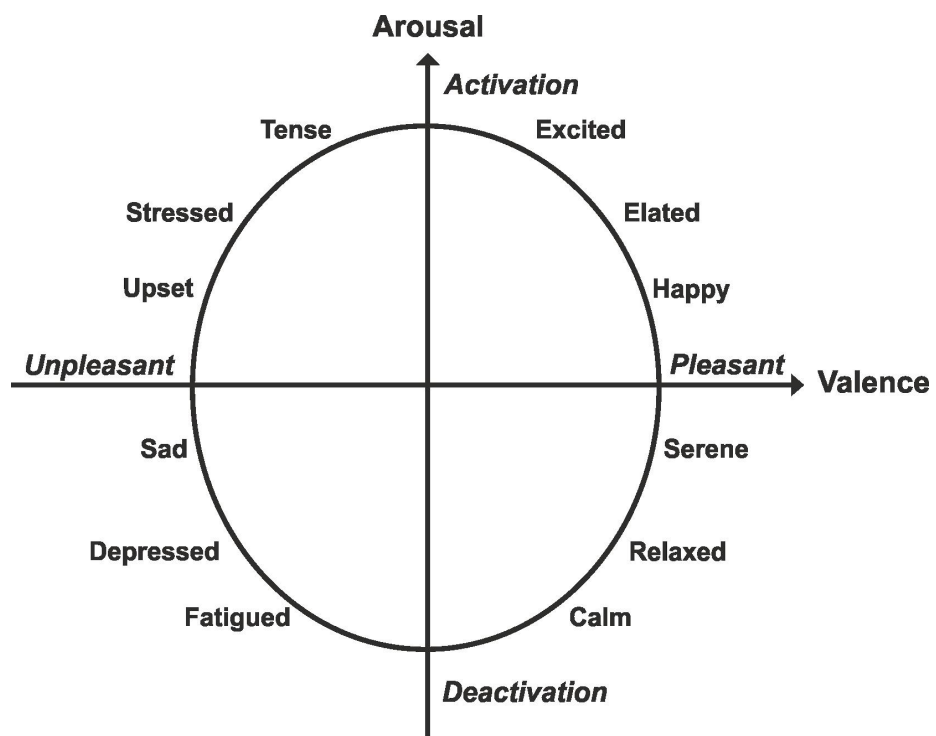 Arousal
Activation
Tense
Excited
Stressed
Elated
Upset
Happy
Unpleasant
Pleasant
Valence
Sad
Serene
Depressed
Relaxed
Fatigued
Calm
Deactivation